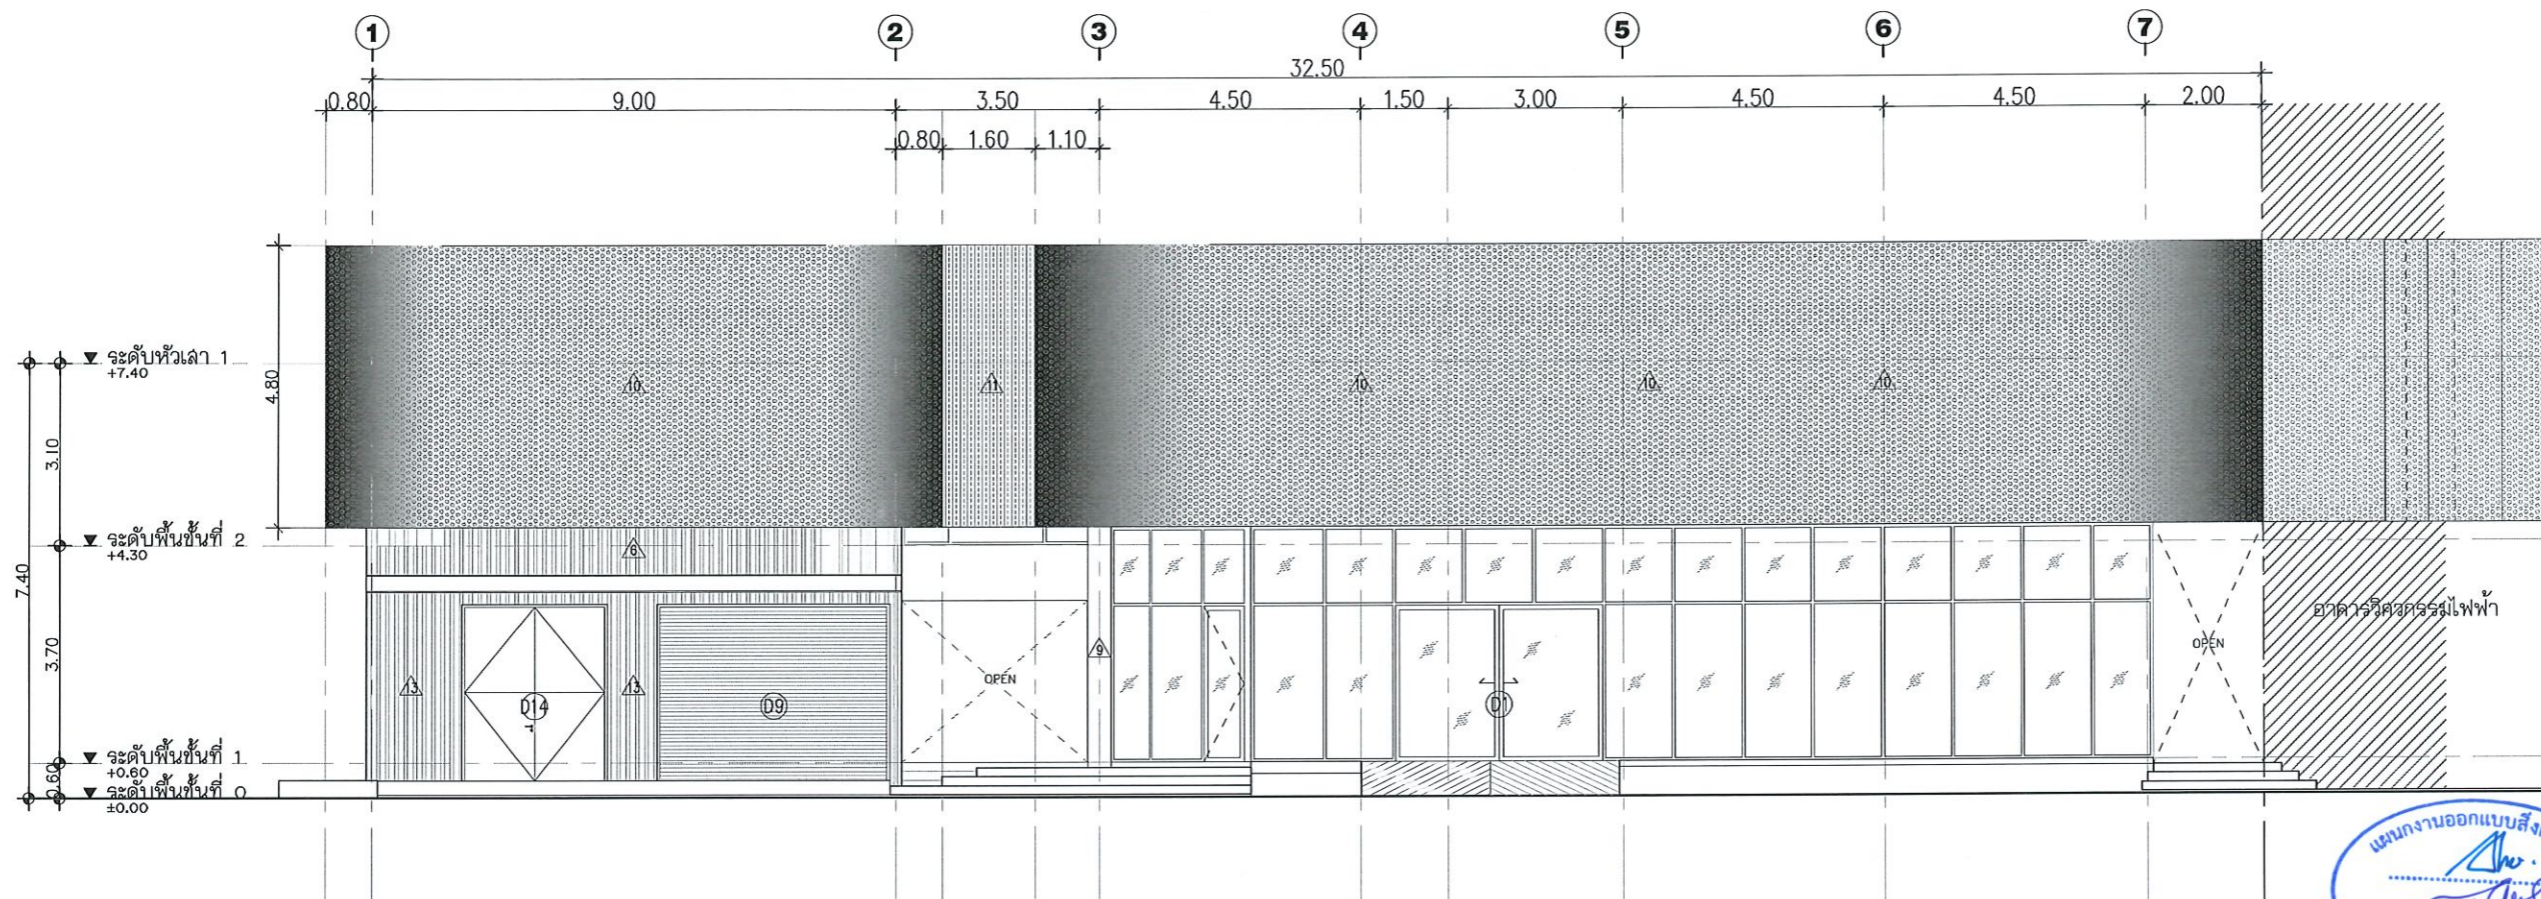 1 2 3 4 5 6 7
32.50
0.80 9.00 3.50 4.50 1.50 3.00 4.50 4.50 2.00
0.80 1.60 1.10
ระดับหัวเสา 1
+7.40
4.80
10 11 10 10 10
3.10
ระดับพื้นชั้นที่ 2
+4.30
6
7.40
อาคารวิศวกรรมไฟฟ้า
3.70
OPEN
9
OPEN
13 13
D14 D9 D1
ระดับพื้นชั้นที่ 1
+0.60
0.60
ระดับพื้นชั้นที่ 0
±0.00
แผนกงานออกแบบสิ่ง